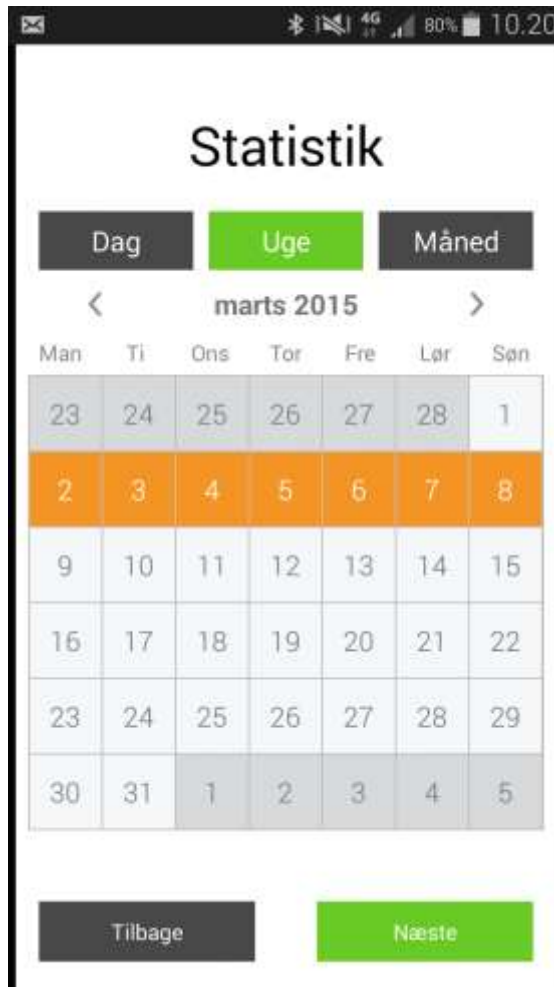 4G 80% 10.20
Statistik
Dag Uge Måned
< marts 2015 >
Man Ti Ons Tor Fre Lør Søn
23 24 25 26 27 28 1
2 3 4 5 6 7 8
9 10 11 12 13 14 15
16 17 18 19 20 21 22
23 24 25 26 27 28 29
30 31 1 2 3 4 5
Tilbage Næste